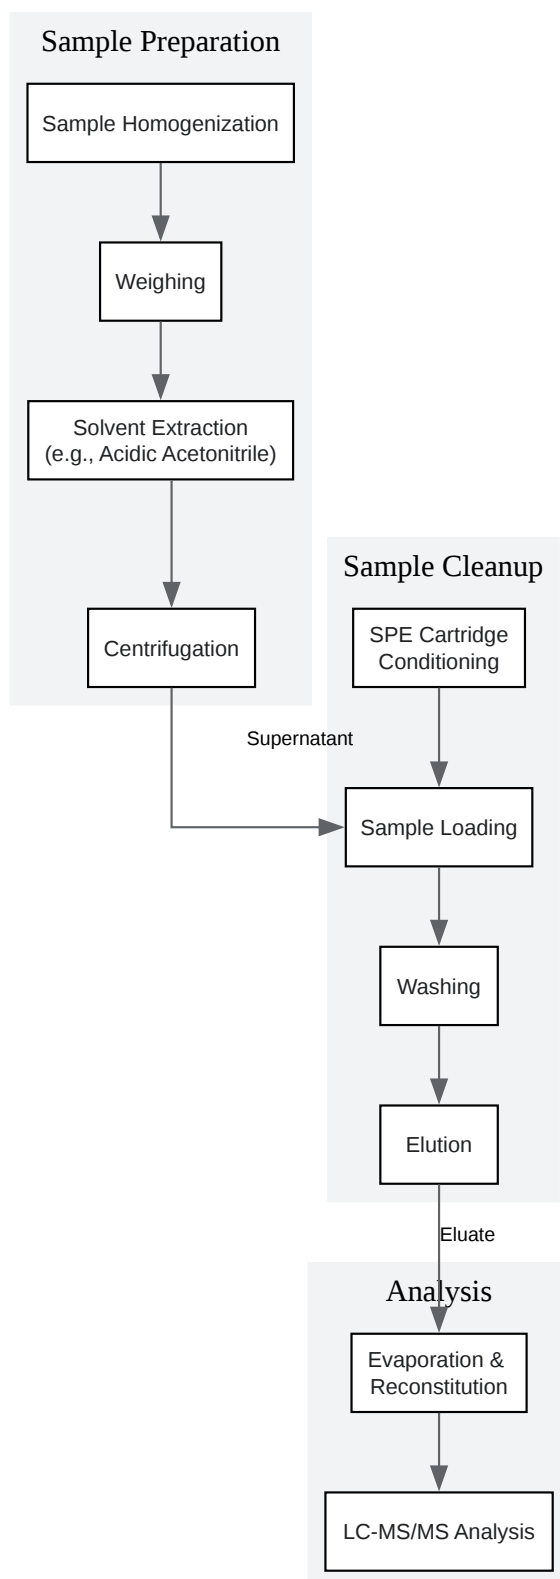 Sample Preparation
Sample Homogenization
Weighing
Solvent Extraction
(e.g., Acidic Acetonitrile)
Centrifugation
Supernatant
Sample Cleanup
SPE Cartridge
Conditioning
Sample Loading
Washing
Elution
Eluate
Analysis
Evaporation &
Reconstitution
LC-MS/MS Analysis